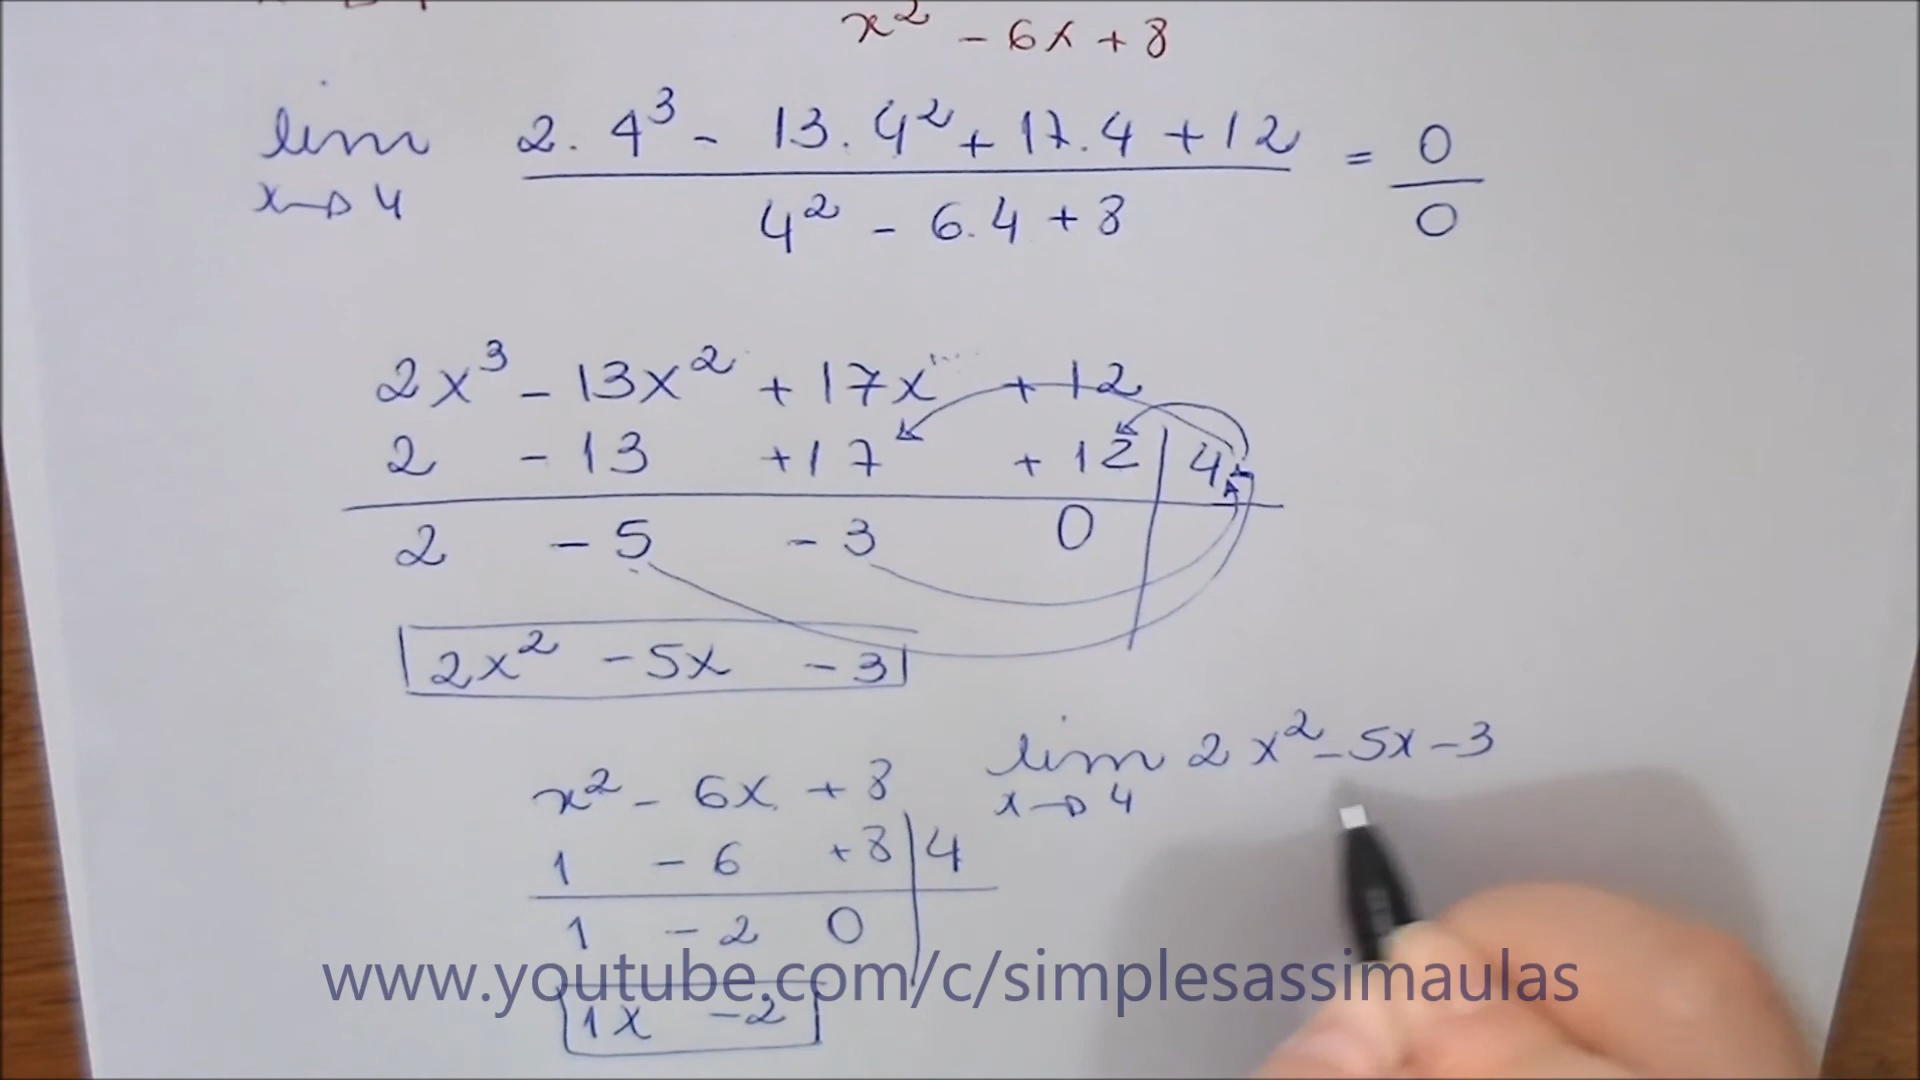 x² - 6x + 8
lim 2 . 4³ - 13 . 4² + 17 . 4 + 12 = 0
x→4 4² - 6.4 + 8 0
2x³ - 13x² + 17x + 12
2 - 13 + 17 + 12 | 4
2 - 5 - 3 0
2x² - 5x - 3
lim 2x² - 5x - 3
x→4
x² - 6x + 8
1 - 6 + 8 | 4
1 - 2 0
www.youtube.com/c/simplesassimaulas
1x - 2